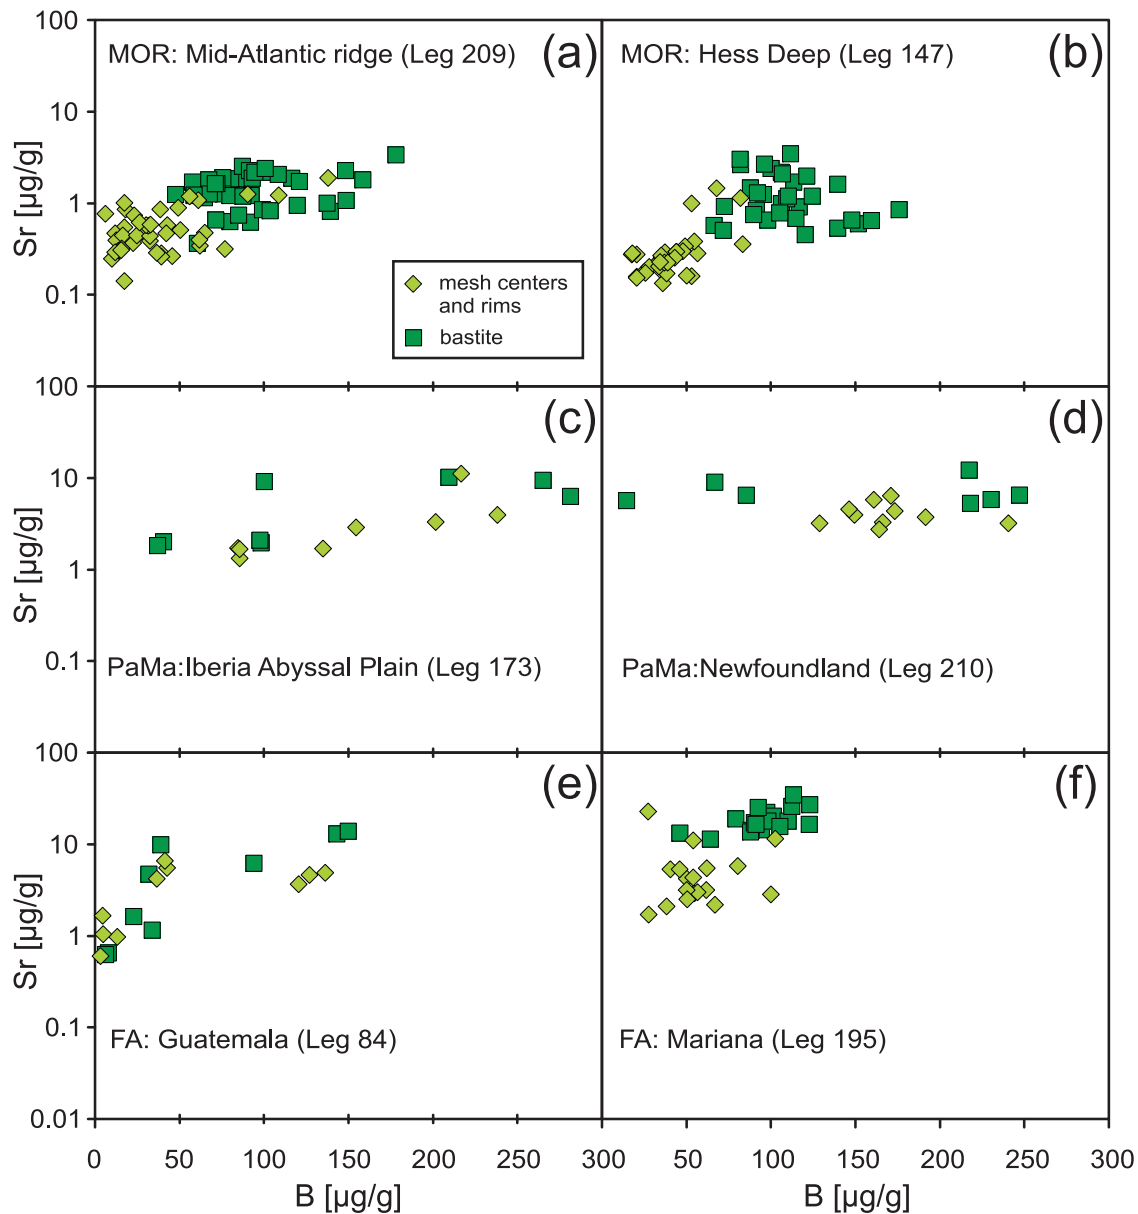 100
10
1
0.1
Sr [µg/g]
MOR: Mid-Atlantic ridge (Leg 209)
(a)
mesh centers
and rims
bastite
MOR: Hess Deep (Leg 147)
(b)
100
10
1
0.1
Sr [µg/g]
(c)
PaMa:Iberia Abyssal Plain (Leg 173)
(d)
PaMa:Newfoundland (Leg 210)
100
10
1
0.1
0.01
Sr [µg/g]
(e)
FA: Guatemala (Leg 84)
(f)
FA: Mariana (Leg 195)
0 50 100 150 200 250 300 50 100 150 200 250 300
B [µg/g] B [µg/g]